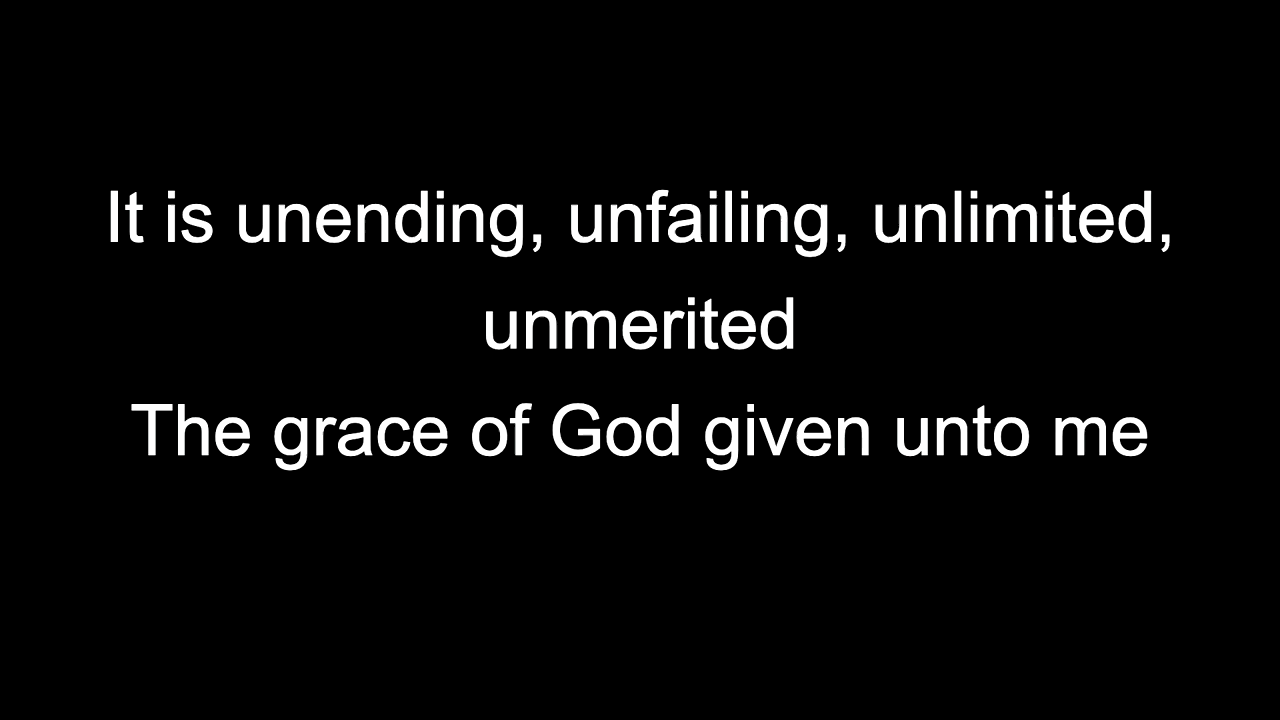 It is unending, unfailing, unlimited,
unmerited
The grace of God given unto me